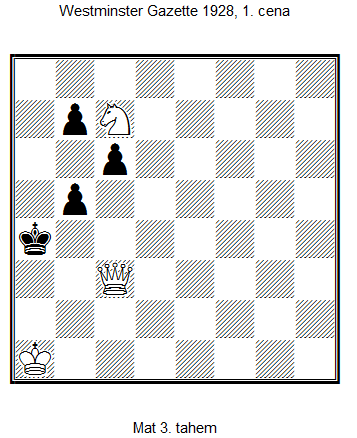 Westminster Gazette 1928, 1. cena
Mat 3. tahem